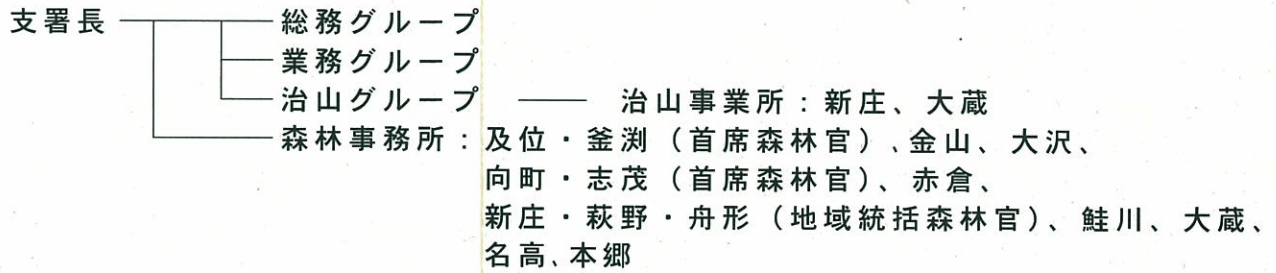 支署長 総務グループ
業務グループ
治山グループ 治山事業所：新庄、大蔵
森林事務所：及位・釜渕（首席森林官）、金山、大沢、
向町・志茂（首席森林官）、赤倉、
新庄・萩野・舟形（地域統括森林官）、鮭川、大蔵、
名高、本郷